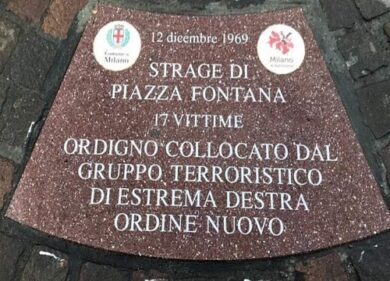 12 dicembre 1969
Comune di
Milano
Milano
STRAGE DI
PIAZZA FONTANA
17 VITTIME
ORDIGNO COLLOCATO DAL
GRUPPO TERRORISTICO
DI ESTREMA DESTRA
ORDINE NUOVO